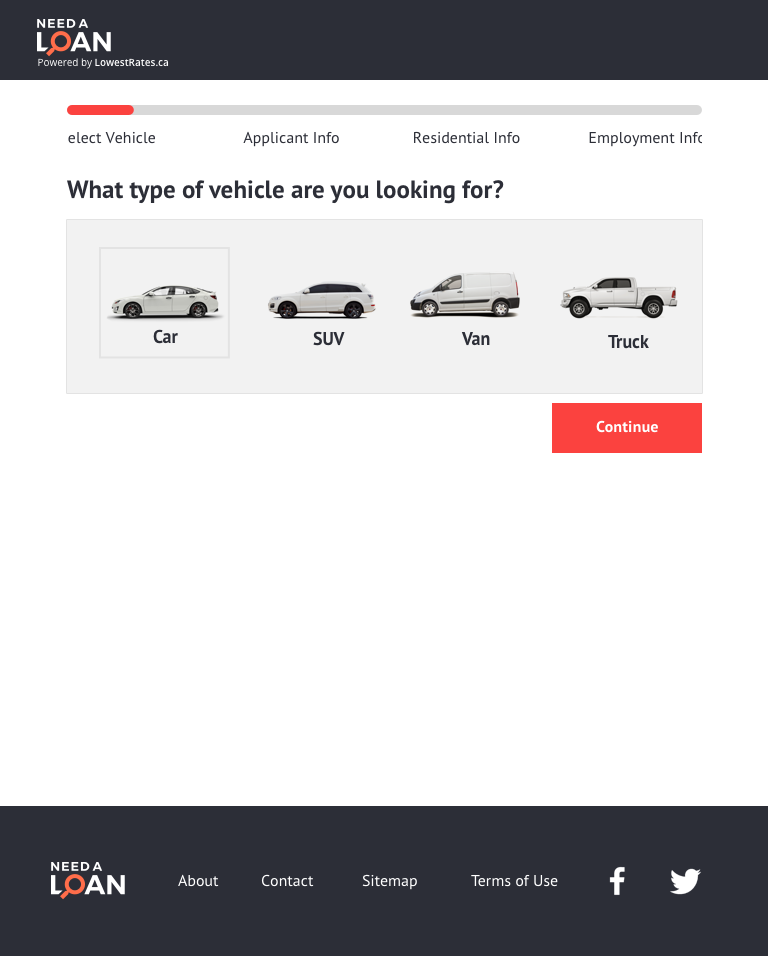 NEED A
LOAN
Powered by LowestRates.ca
elect Vehicle Applicant Info Residential Info Employment Info
What type of vehicle are you looking for?
Car SUV Van Truck
Continue
NEED A
LOAN
About Contact Sitemap Terms of Use